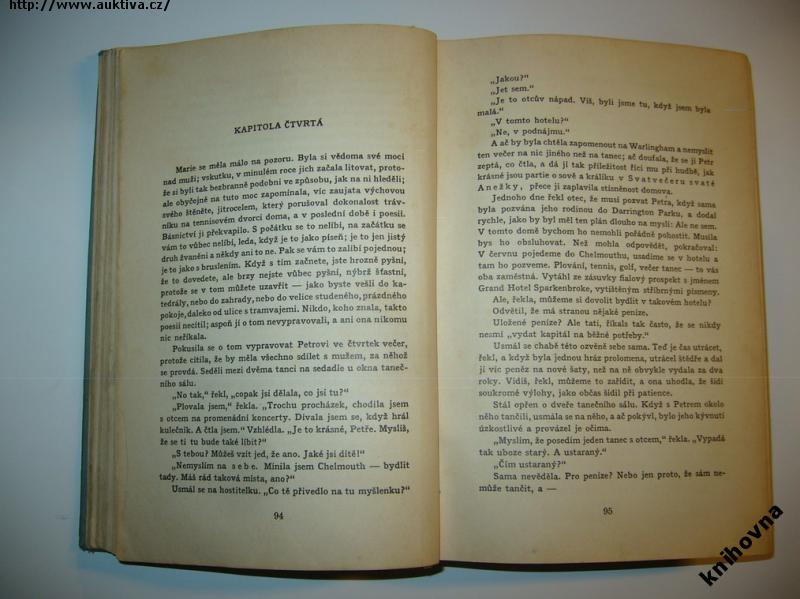 http://www.auktiva.cz/
KAPITOLA ČTVRTÁ
Marie se měla málo na pozoru. Byla si vědoma své moci
nad muži; vskutku, v minulém roce jich začala litovat, proto-
že si byli tak bezbranně podobni ve způsobu, jak na ni hleděli;
ale obyčejně na tuto moc zapomínala, víc zaujata výchovou
svého štěněte, jitrocelem, který porušoval dokonalost tráv-
níku na tennisovém dvorci doma, a v poslední době i poesií.
Básnictví ji překvapilo. S počátku se to nelíbí, na začátku se
vám to vůbec nelíbí, leda, když je to jako píseň; je to jen jistý
druh žvanění a někdy ani to ne. Pak se vám to zalíbí pojednou;
je to jako s bruslením. Když s tím začnete, jste hrozně pyšní,
že to dovedete, ale brzy nejste vůbec pyšní, nýbrž šťastní,
protože se v tom můžete uzavřít — jako byste vešli do ka-
tedrály, nebo do zahrady, nebo do velice studeného, prázdného
pokoje, daleko od ulice s tramvajemi. Nikdo, koho znala, takto
poesii necítil; aspoň jí o tom nevypravovali, a ani ona nikomu
nic neříkala.
Pokusila se o tom vypravovat Petrovi ve čtvrtek večer,
protože cítila, že by měla všechno sdílet s mužem, za něhož
se provdá. Seděli mezi dvěma tanci na sedadle u okna taneč-
ního sálu.
„No tak,“ řekl, „copak jsi dělala, co jsi tu?“
„Plovala jsem,“ řekla. „Trochu procházek, chodila jsem
s otcem na promenádní koncerty. Dívala jsem se, když hrál
kulečník. A čtla jsem.“ Vzhlédla. „Je to krásné, Petře. Myslíš,
že se ti tu bude také líbit?“
„S tebou? Můžeš vzít jed, že ano. Jaké jsi dítě!“
„Nemyslím na sebe. Mínila jsem Chelmouth — bydlit
tady. Máš rád taková místa, ano?“
Usmál se na hostitelku. „Co tě přivedlo na tu myšlenku?“
94
„Jakou?“
„Jet sem.“
„Je to otcův nápad. Víš, byli jsme tu, když jsem byla
malá.“
„V tomto hotelu?“
„Ne, v podnájmu.“
A ač by byla chtěla zapomenout na Warlingham a nemyslit
ten večer na nic jiného než na tanec; ač doufala, že se jí Petr
zeptá, co čtla, a dá jí tak příležitost říci mu při hudbě, jak
krásné jsou partie o sově a králíku v Svatvečeru svaté
Anežky, přece ji zaplavila stísněnost domova.
Jednoho dne řekl otec, že musí pozvat Petra, když sama
byla pozvána jeho rodinou do Darrington Parku, a dodal
rychle, jako by byl měl ten plán dlouho na mysli: Ale ne sem.
V tomto domě bychom ho nemohli pořádně pohostit. Musila
bys ho obsluhovat. Než mohla odpovědět, pokračoval:
V červnu pojedeme do Chelmouthu, usadíme se v hotelu a
tam ho pozveme. Plování, tennis, golf, večer tanec — to vás
oba zaměstná. Vytáhl ze zásuvky fialový prospekt s jménem
Grand Hotel Sparkenbroke, vytištěným stříbrnými písmeny.
Ale, řekla, můžeme si dovolit bydlit v takovém hotelu?
Odvětil, že má stranou nějaké peníze.
Uložené peníze? Ale tati, říkals tak často, že se nikdy
nesmí „vydat kapitál na běžné potřeby.“
Usmál se chabě této ozvěně sebe sama. Teď je čas utrácet,
řekl, a když byla jednou hráz prolomena, utrácel štědře a dal
jí víc peněz na nové šaty, než na ně obvykle vydala za dva
roky. Vidíš, řekl, můžeme to zařídit, a ona uhodla, že šidí
soukromé výlohy, jako občas šidil při patience.
Stál opřen o dveře tanečního sálu. Když s Petrem okolo
něho tančili, usmála se na něho, a ač pokývl, bylo jeho kývnutí
úzkostlivé a provázel je očima.
„Myslím, že posedím jeden tanec s otcem,“ řekla. „Vypadá
tak uboze starý. A ustaraný.“
„Čím ustaraný?“
Sama nevěděla. Pro peníze? Nebo jen proto, že sám ne-
může tančit, a —
95
knihovna